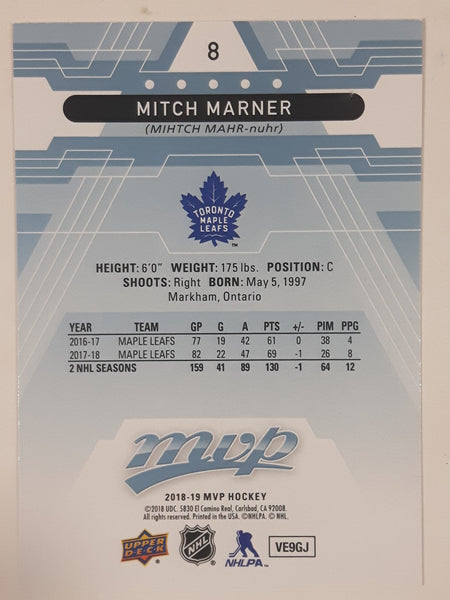 8
MITCH MARNER
(MIHTCH MAHR-nuhr)
TORONTO
MAPLE
LEAFS
TM
HEIGHT: 6'0" WEIGHT: 175 lbs. POSITION: C
SHOOTS: Right BORN: May 5, 1997
Markham, Ontario
YEAR TEAM GP G A PTS +/- PIM PPG
2016-17 MAPLE LEAFS 77 19 42 61 0 38 4
2017-18 MAPLE LEAFS 82 22 47 69 -1 26 8
2 NHL SEASONS 159 41 89 130 -1 64 12
mvp
2018-19 MVP HOCKEY
©2018 UDC. 5830 El Camino Real, Carlsbad, CA 92008.
All rights reserved. Printed in the USA. ©NHLPA. © NHL.
UPPER DECK NHL NHLPA VE9GJ